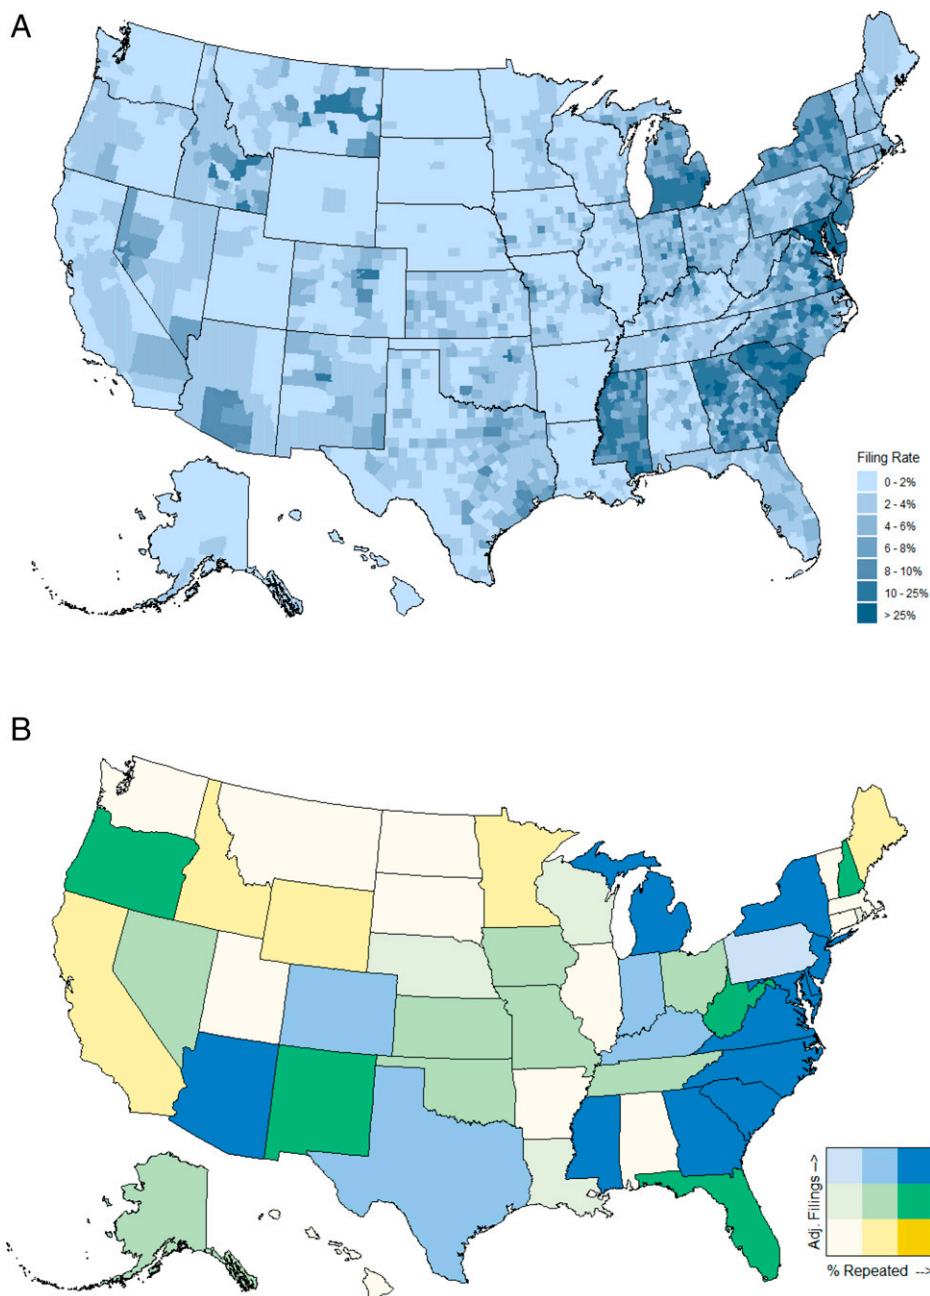 A
Filing Rate
0 - 2%
2 - 4%
4 - 6%
6 - 8%
8 - 10%
10 - 25%
> 25%
B
Adj. Filings -->
% Repeated -->